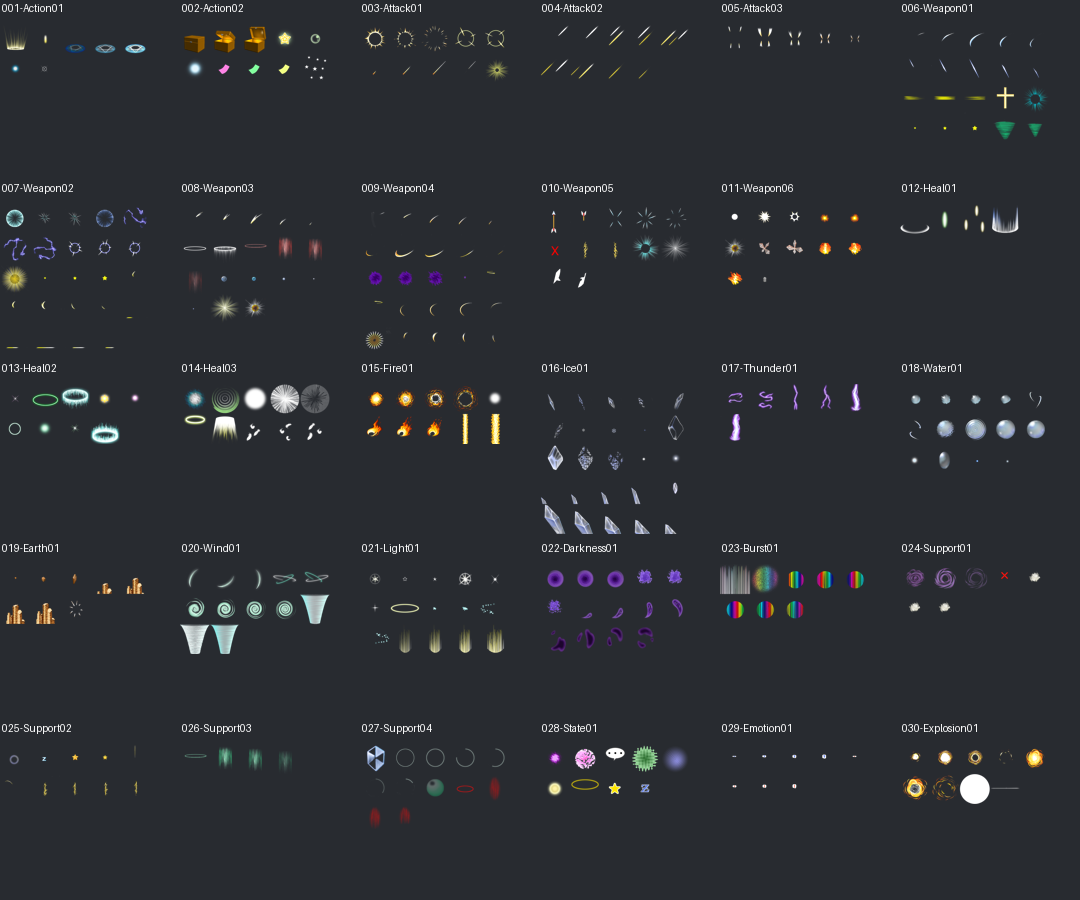 001-Action01
002-Action02
003-Attack01
004-Attack02
005-Attack03
006-Weapon01
007-Weapon02
008-Weapon03
009-Weapon04
010-Weapon05
011-Weapon06
012-Heal01
013-Heal02
014-Heal03
015-Fire01
016-Ice01
017-Thunder01
018-Water01
019-Earth01
020-Wind01
021-Light01
022-Darkness01
023-Burst01
024-Support01
025-Support02
026-Support03
027-Support04
028-State01
029-Emotion01
030-Explosion01